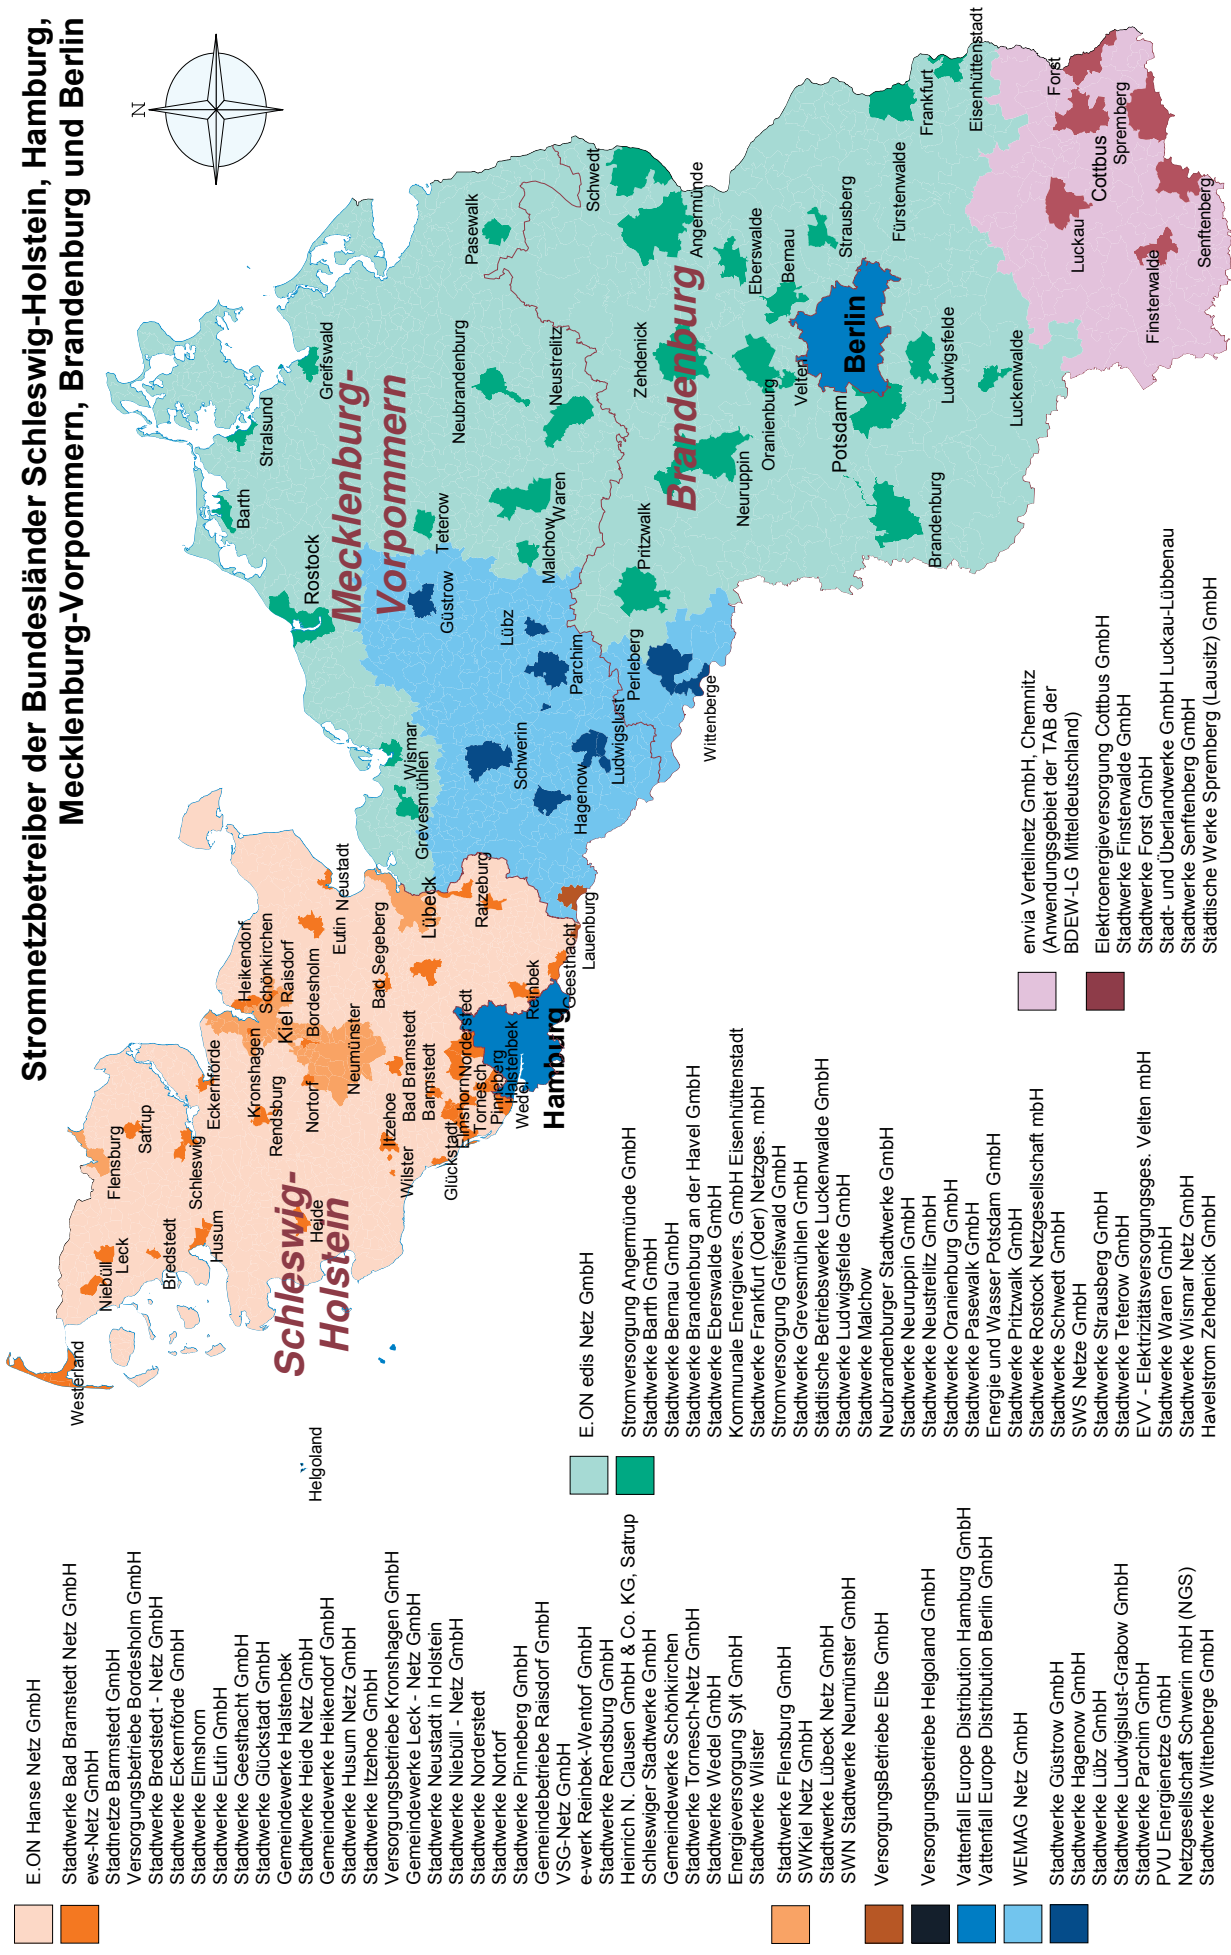 Stromnetzbetreiber der Bundesländer Schleswig-Holstein, Hamburg,
Mecklenburg-Vorpommern, Brandenburg und Berlin
N
Westerland
Niebüll
Leck
Flensburg
Satrup
Bredstedt
Schleswig
Husum
Eckernförde
Schleswig-
Holstein
Heide
Helgoland
Kronshagen
Rendsburg
Nortorf
Heikendorf
Schönkirchen
Raisdorf
Kiel
Bordesholm
Neumünster
Eutin
Neustadt
Bad Segeberg
Lübeck
Ratzeburg
Itzehoe
Wilster
Bad Bramstedt
Barmstedt
Glückstadt
Elmshorn
Norderstedt
Tornesch
Pinneberg
Halstenbek
Wedel
Hamburg
Reinbek
Geesthacht
Lauenburg
Mecklenburg-
Vorpommern
Barth
Stralsund
Greifswald
Rostock
Wismar
Grevesmühlen
Teterow
Güstrow
Neubrandenburg
Pasewalk
Neustrelitz
Waren
Malchow
Lübz
Parchim
Schwerin
Hagenow
Ludwigslust
Perleberg
Wittenberge
Brandenburg
Pritzwalk
Schwedt
Angermünde
Zehdenick
Eberswalde
Bernau
Neuruppin
Oranienburg
Velten
Strausberg
Berlin
Potsdam
Brandenburg
Fürstenwalde
Frankfurt
Eisenhüttenstadt
Ludwigsfelde
Luckenwalde
Forst
Cottbus
Spremberg
Luckau
Finsterwalde
Senftenberg
E.ON Hanse Netz GmbH
Stadtwerke Bad Bramstedt Netz GmbH
ews-Netz GmbH
Stadtnetze Barmstedt GmbH
Versorgungsbetriebe Bordesholm GmbH
Stadtwerke Bredstedt - Netz GmbH
Stadtwerke Eckernförde GmbH
Stadtwerke Elmshorn
Stadtwerke Eutin GmbH
Stadtwerke Geesthacht GmbH
Stadtwerke Glückstadt GmbH
Gemeindewerke Halstenbek
Stadtwerke Heide Netz GmbH
Gemeindewerke Heikendorf GmbH
Stadtwerke Husum Netz GmbH
Stadtwerke Itzehoe GmbH
Versorgungsbetriebe Kronshagen GmbH
Gemeindewerke Leck - Netz GmbH
Stadtwerke Neustadt in Holstein
Stadtwerke Niebüll - Netz GmbH
Stadtwerke Norderstedt
Stadtwerke Nortorf
Stadtwerke Pinneberg GmbH
Gemeindebetriebe Raisdorf GmbH
VSG-Netz GmbH
e-werk Reinbek-Wentorf GmbH
Stadtwerke Rendsburg GmbH
Heinrich N. Clausen GmbH & Co. KG, Satrup
Schleswiger Stadtwerke GmbH
Gemeindewerke Schönkirchen
Stadtwerke Tornesch-Netz GmbH
Stadtwerke Wedel GmbH
Energieversorgung Sylt GmbH
Stadtwerke Wilster
Stadtwerke Flensburg GmbH
SWKiel Netz GmbH
Stadtwerke Lübeck Netz GmbH
SWN Stadtwerke Neumünster GmbH
VersorgungsBetriebe Elbe GmbH
Versorgungsbetriebe Helgoland GmbH
Vattenfall Europe Distribution Hamburg GmbH
Vattenfall Europe Distribution Berlin GmbH
WEMAG Netz GmbH
Stadtwerke Güstrow GmbH
Stadtwerke Hagenow GmbH
Stadtwerke Lübz GmbH
Stadtwerke Ludwigslust-Grabow GmbH
Stadtwerke Parchim GmbH
PVU Energienetze GmbH
Netzgesellschaft Schwerin mbH (NGS)
Stadtwerke Wittenberge GmbH
E.ON edis Netz GmbH
Stromversorgung Angermünde GmbH
Stadtwerke Barth GmbH
Stadtwerke Bernau GmbH
Stadtwerke Brandenburg an der Havel GmbH
Stadtwerke Eberswalde GmbH
Kommunale Energievers. GmbH Eisenhüttenstadt
Stadtwerke Frankfurt (Oder) Netzges. mbH
Stromversorgung Greifswald GmbH
Stadtwerke Grevesmühlen GmbH
Städtische Betriebswerke Luckenwalde GmbH
Stadtwerke Ludwigsfelde GmbH
Stadtwerke Malchow
Neubrandenburger Stadtwerke GmbH
Stadtwerke Neuruppin GmbH
Stadtwerke Neustrelitz GmbH
Stadtwerke Oranienburg GmbH
Stadtwerke Pasewalk GmbH
Energie und Wasser Potsdam GmbH
Stadtwerke Pritzwalk GmbH
Stadtwerke Rostock Netzgesellschaft mbH
Stadtwerke Schwedt GmbH
SWS Netze GmbH
Stadtwerke Strausberg GmbH
Stadtwerke Teterow GmbH
EVV - Elektrizitätsversorgungsges. Velten mbH
Stadtwerke Waren GmbH
Stadtwerke Wismar Netz GmbH
Havelstrom Zehdenick GmbH
envia Verteilnetz GmbH, Chemnitz
(Anwendungsgebiet der TAB der
BDEW-LG Mitteldeutschland)
Elektroenergieversorgung Cottbus GmbH
Stadtwerke Finsterwalde GmbH
Stadtwerke Forst GmbH
Stadt- und Überlandwerke GmbH Luckau-Lübbenau
Stadtwerke Senftenberg GmbH
Städtische Werke Spremberg (Lausitz) GmbH